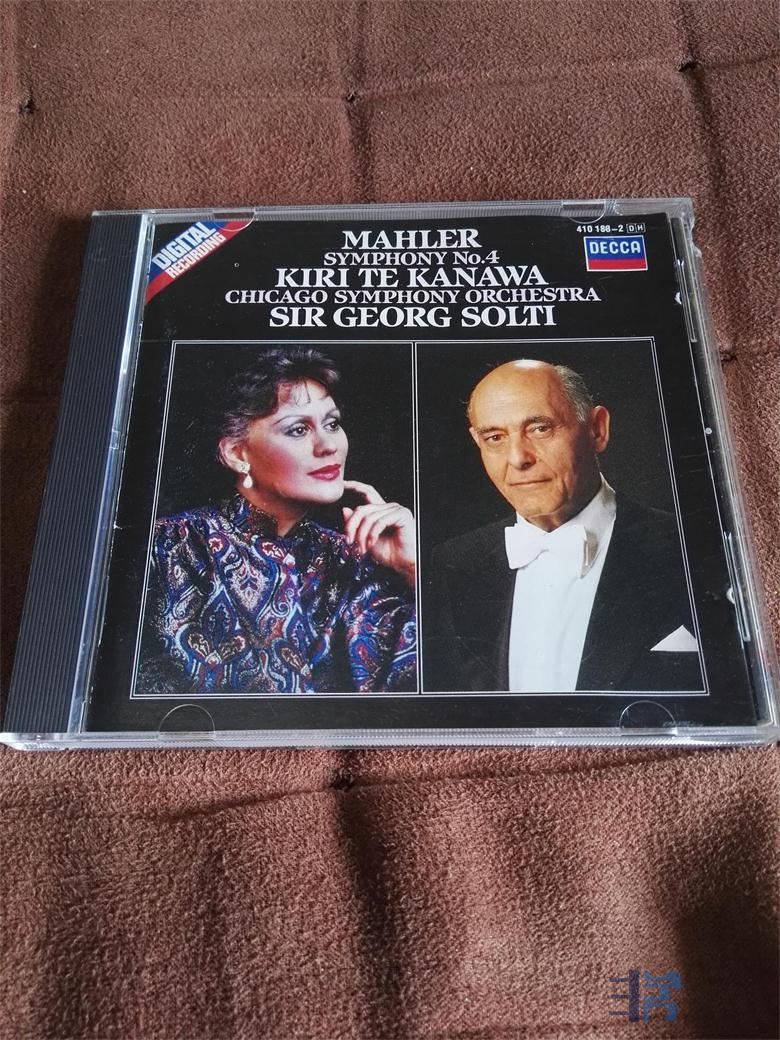 DIGITAL
RECORDING
MAHLER
SYMPHONY No.4
KIRI TE KANAWA
CHICAGO SYMPHONY ORCHESTRA
SIR GEORG SOLTI
410 188-2 DH
DECCA